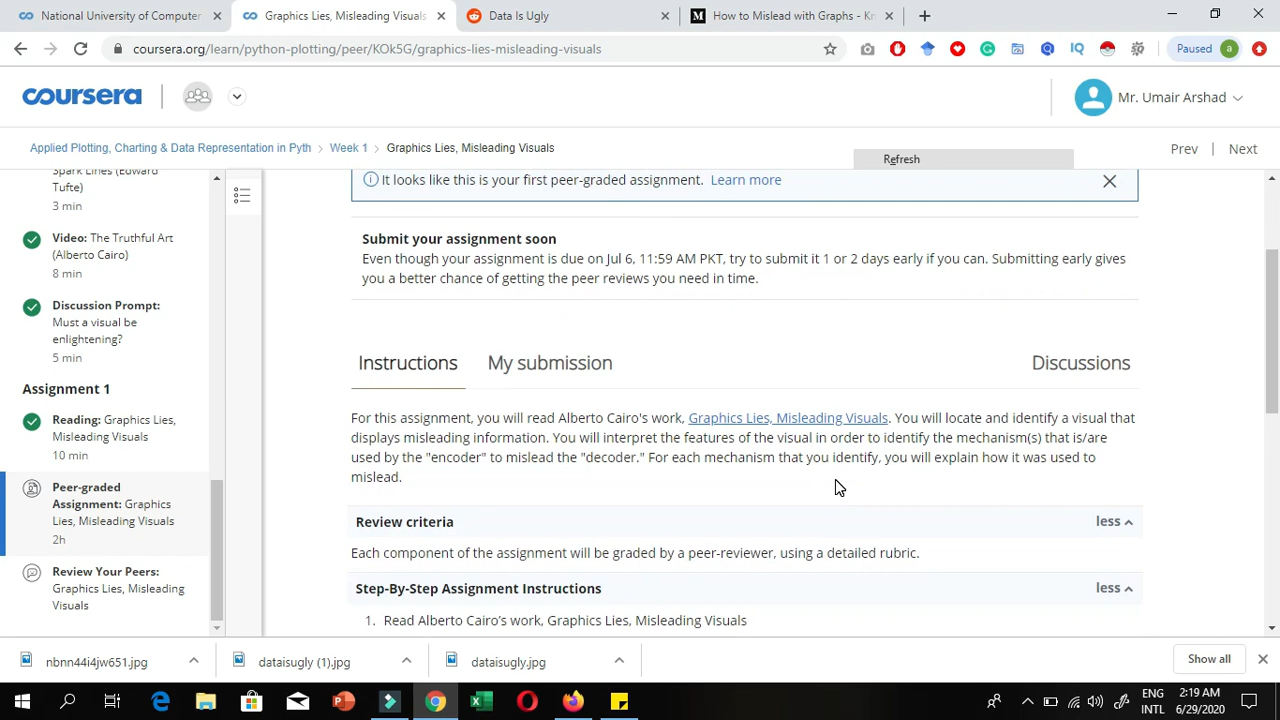 National University of Computer
Graphics Lies, Misleading Visuals
Data Is Ugly
How to Mislead with Graphs - Kn
coursera.org/learn/python-plotting/peer/KOk5G/graphics-lies-misleading-visuals
Paused
a
coursera
Mr. Umair Arshad
Applied Plotting, Charting & Data Representation in Pyth > Week 1 > Graphics Lies, Misleading Visuals
Refresh
Prev | Next
Spark Lines (Edward
Tufte)
3 min
Video: The Truthful Art
(Alberto Cairo)
8 min
Discussion Prompt:
Must a visual be
enlightening?
5 min
Assignment 1
Reading: Graphics Lies,
Misleading Visuals
10 min
Peer-graded
Assignment: Graphics
Lies, Misleading Visuals
2h
Review Your Peers:
Graphics Lies, Misleading
Visuals
It looks like this is your first peer-graded assignment. Learn more
Submit your assignment soon
Even though your assignment is due on Jul 6, 11:59 AM PKT, try to submit it 1 or 2 days early if you can. Submitting early gives
you a better chance of getting the peer reviews you need in time.
Instructions
My submission
Discussions
For this assignment, you will read Alberto Cairo's work, Graphics Lies, Misleading Visuals. You will locate and identify a visual that
displays misleading information. You will interpret the features of the visual in order to identify the mechanism(s) that is/are
used by the "encoder" to mislead the "decoder." For each mechanism that you identify, you will explain how it was used to
mislead.
Review criteria
less
Each component of the assignment will be graded by a peer-reviewer, using a detailed rubric.
Step-By-Step Assignment Instructions
less
1. Read Alberto Cairo's work, Graphics Lies, Misleading Visuals
nbnn44i4jw651.jpg
dataisugly (1).jpg
dataisugly.jpg
Show all
ENG
INTL
2:19 AM
6/29/2020